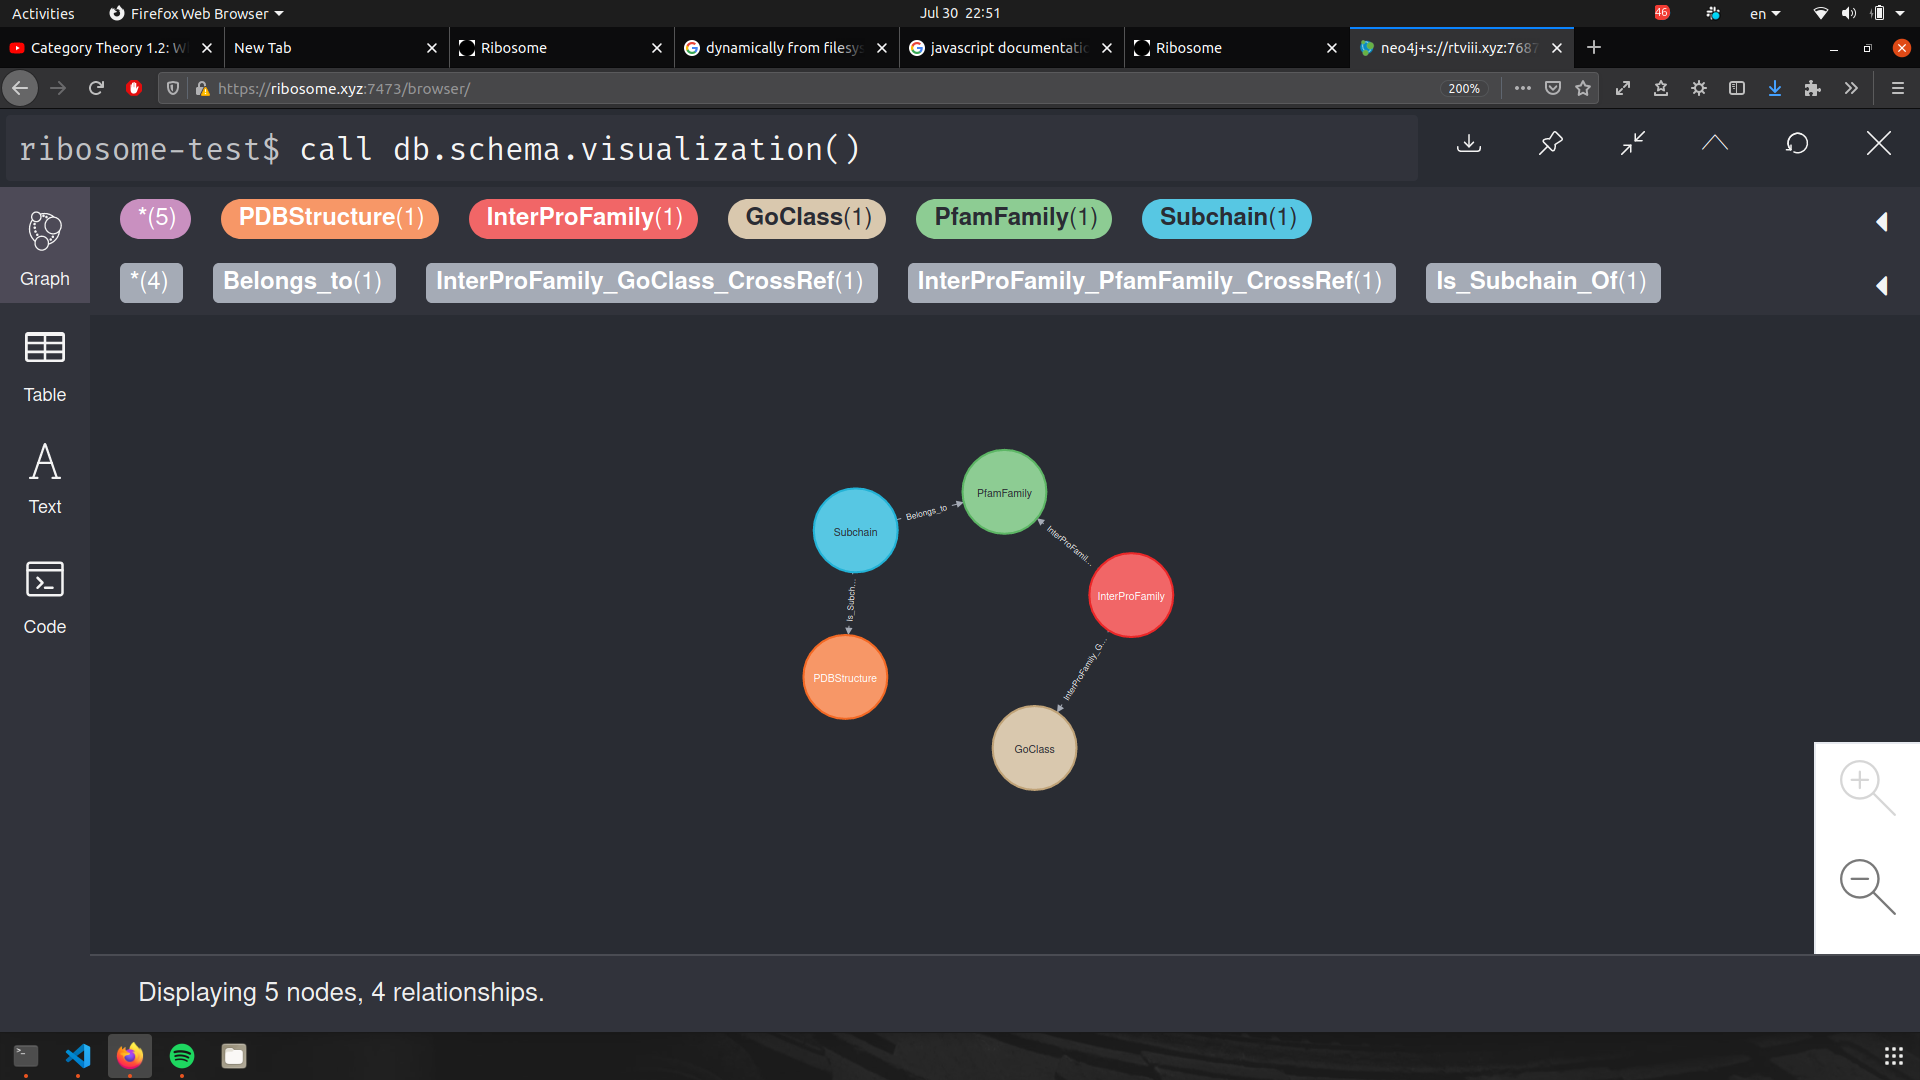 Activities Firefox Web Browser Jul 30 22:51 46 en
Category Theory 1.2: W New Tab Ribosome dynamically from filesys javascript documentatio Ribosome neo4j+s://rtviii.xyz:7687
https://ribosome.xyz:7473/browser/ 200%
ribosome-test$ call db.schema.visualization()
*(5) PDBStructure(1) InterProFamily(1) GoClass(1) PfamFamily(1) Subchain(1)
*(4) Belongs_to(1) InterProFamily_GoClass_CrossRef(1) InterProFamily_PfamFamily_CrossRef(1) Is_Subchain_Of(1)
Graph
Table
Text
Code
PfamFamily
Belongs_to
Subchain
InterProFamil…
InterProFamily
Is_Subch…
InterProFamily_G…
PDBStructure
GoClass
Displaying 5 nodes, 4 relationships.